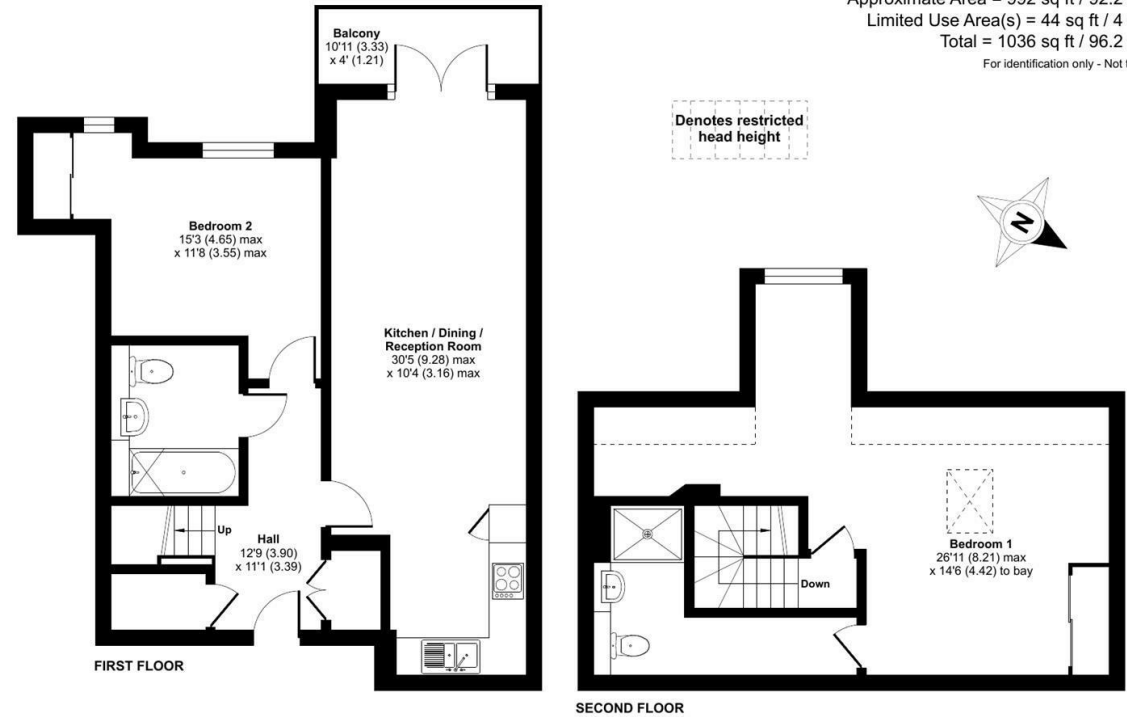 Approximate Area = 992 sq ft / 92.2
Limited Use Area(s) = 44 sq ft / 4
Total = 1036 sq ft / 96.2
For identification only - Not
Balcony
10'11 (3.33)
x 4' (1.21)
Denotes restricted
head height
N
Bedroom 2
15'3 (4.65) max
x 11'8 (3.55) max
Kitchen / Dining /
Reception Room
30'5 (9.28) max
x 10'4 (3.16) max
Up
Hall
12'9 (3.90)
x 11'1 (3.39)
Bedroom 1
26'11 (8.21) max
x 14'6 (4.42) to bay
Down
FIRST FLOOR
SECOND FLOOR